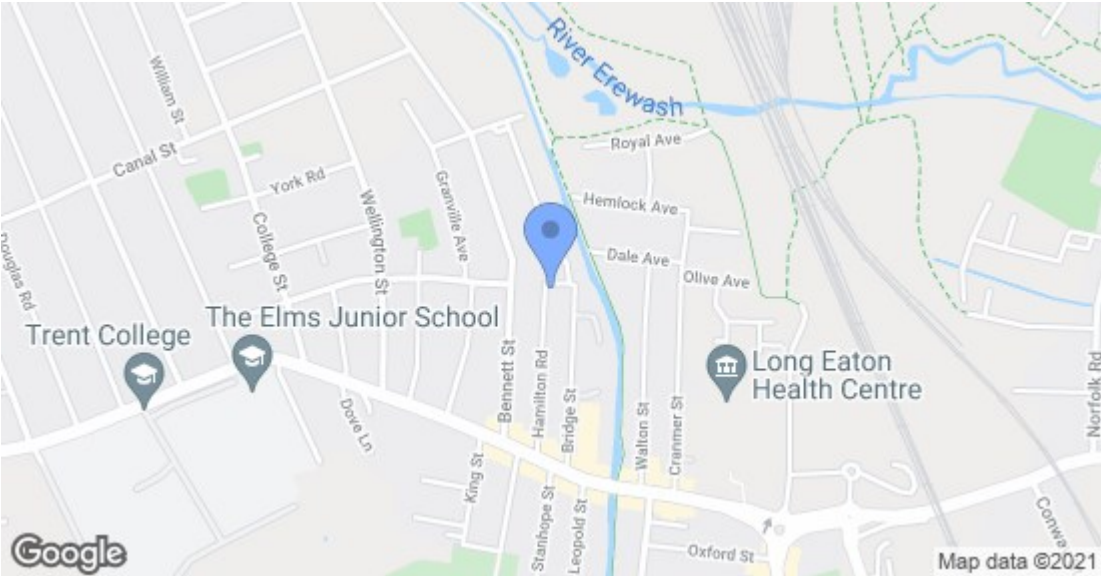 River Erewash
William St
Royal Ave
Canal St
York Rd
Granville Ave
Hemlock Ave
Wellington St
College St
Douglas Rd
Dale Ave
Olive Ave
The Elms Junior School
Trent College
Long Eaton
Health Centre
Bennett St
Hamilton Rd
Bridge St
Norfolk Rd
Dove Ln
Walton St
Cranmer St
King St
Stanhope St
Leopold St
Conwa
Oxford St
Google
Map data ©2021